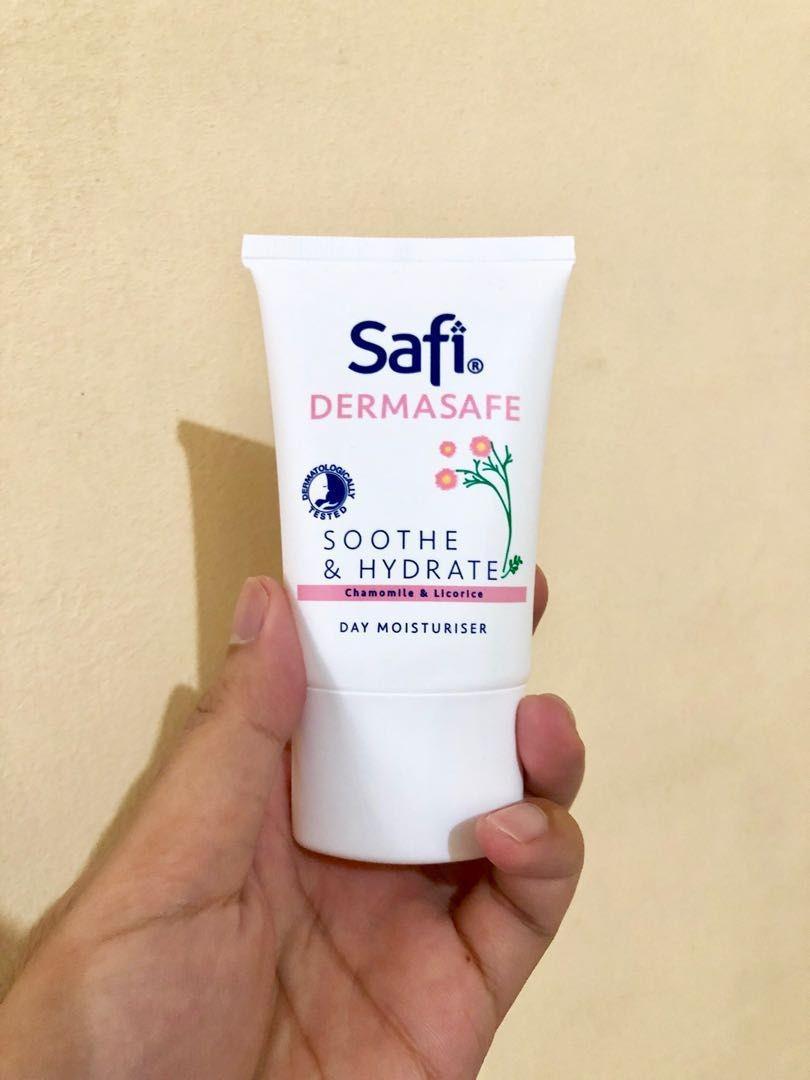 Safi®
DERMASAFE
DERMATOLOGICALLY
TESTED
SOOTHE
& HYDRATE
Chamomile & Licorice
DAY MOISTURISER